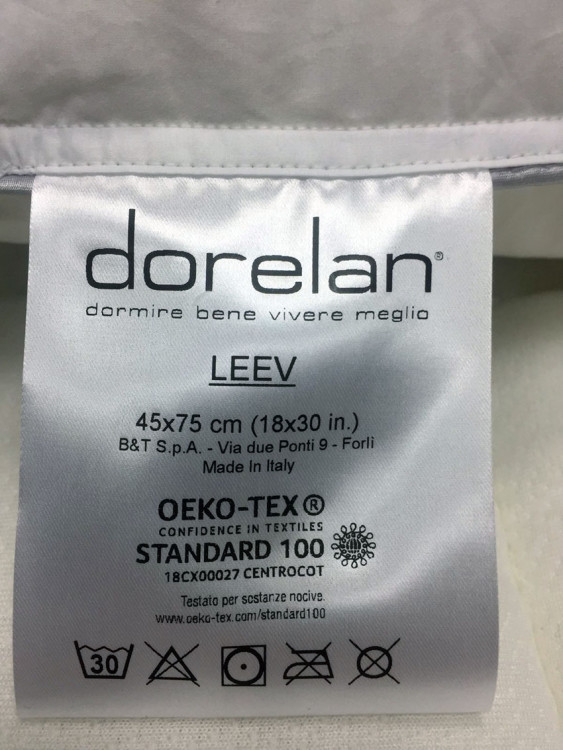 dorelan®
dormire bene vivere meglio
LEEV
45x75 cm (18x30 in.)
B&T S.p.A. - Via due Ponti 9 - Forlì
Made In Italy
OEKO-TEX®
CONFIDENCE IN TEXTILES
STANDARD 100
18CX00027 CENTROCOT
Testato per sostanze nocive.
www.oeko-tex.com/standard100
30